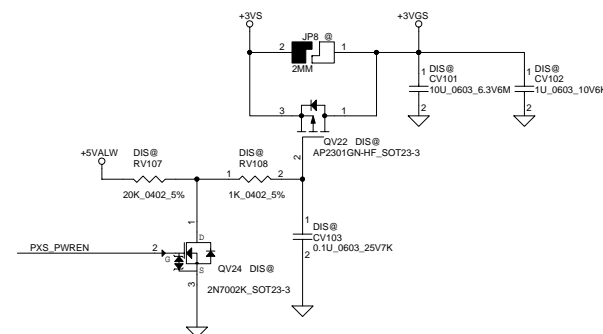 +3VS
+3VGS
JP8 @
2
1
2MM
1
DIS@
CV101
10U_0603_6.3V6M
2
1
DIS@
CV102
1U_0603_10V6K
2
3
1
QV22 DIS@
AP2301GN-HF_SOT23-3
2
+5VALW
DIS@
RV107
20K_0402_5%
DIS@
RV108
1
2
1K_0402_5%
1
DIS@
CV103
0.1U_0603_25V7K
2
PXS_PWREN
2
1
D
G
S
3
QV24 DIS@
2N7002K_SOT23-3